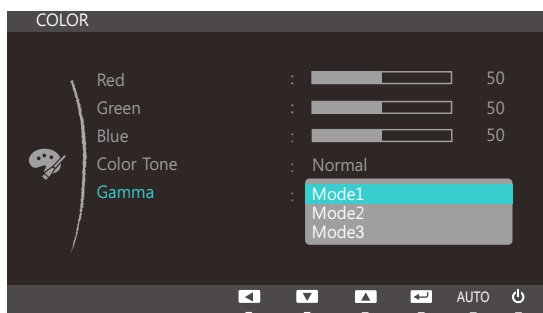 COLOR
Red : 50
Green : 50
Blue : 50
Color Tone : Normal
Gamma : Mode1
Mode2
Mode3
AUTO